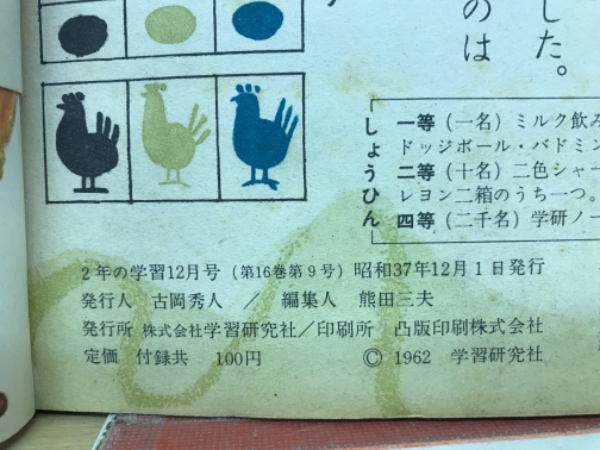 した。
のは
しょうひん
一等（一名）ミルク飲み
ドッジボール・バドミン
二等（十名）二色シャー
レヨン二箱のうち一つ。
四等（二千名）学研ノー
2年の学習12月号（第16巻第9号）昭和37年12月1日発行
発行人　古岡秀人　／　編集人　熊田三夫
発行所　株式会社学習研究社／印刷所　凸版印刷株式会社
定価　付録共　100円　　©1962　学習研究社